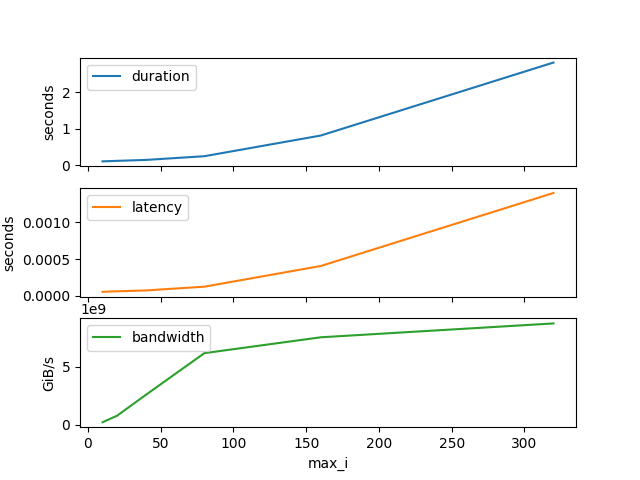 duration
seconds
2
1
0
latency
seconds
0.0010
0.0005
0.0000
1e9
bandwidth
GiB/s
5
0
0 50 100 150 200 250 300
max_i